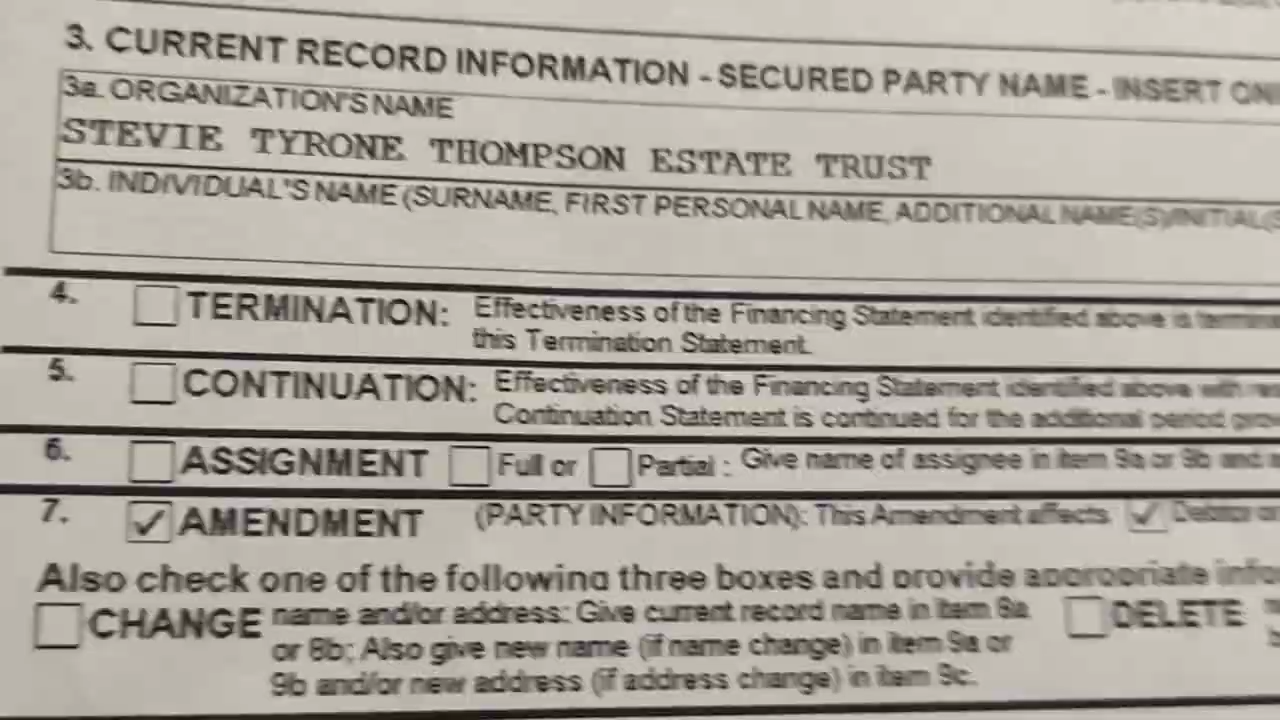 3. CURRENT RECORD INFORMATION - SECURED PARTY NAME - INSERT ON
3a. ORGANIZATION'S NAME
STEVIE TYRONE THOMPSON ESTATE TRUST
3b. INDIVIDUAL'S NAME (SURNAME, FIRST PERSONAL NAME, ADDITIONAL NAME(S)/INITIAL(S
4. TERMINATION: Effectiveness of the Financing Statement identified above is termina
this Termination Statement.
5. CONTINUATION: Effectiveness of the Financing Statement identified above with re
Continuation Statement is continued for the additional period pro
6. ASSIGNMENT Full or Partial : Give name of assignee in item 9a or 9b and a
7. AMENDMENT (PARTY INFORMATION): This Amendment affects Debtor or
Also check one of the following three boxes and provide appropriate info
CHANGE name and/or address: Give current record name in item 8a DELETE
or 8b; Also give new name (if name change) in item 9a or
9b and/or new address (if address change) in item 9c.